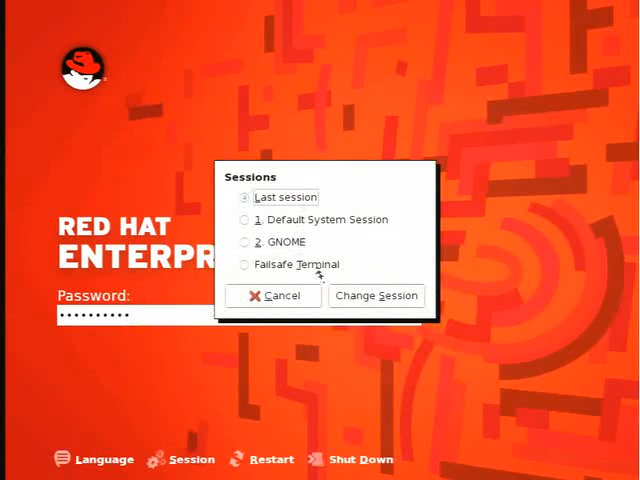 Sessions
Last session
1. Default System Session
2. GNOME
Failsafe Terminal
Cancel
Change Session
RED HAT
ENTERPR
Password:
Language
Session
Restart
Shut Down